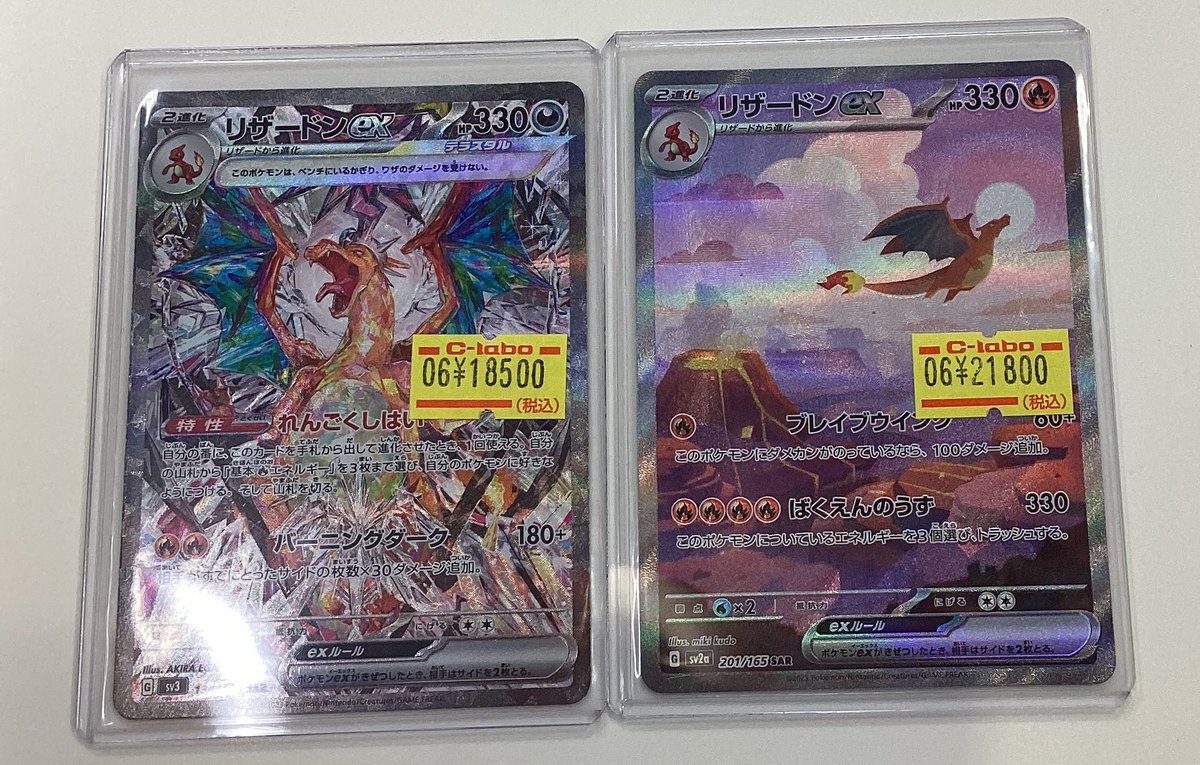 2進化
リザードンex
HP330
リザードから進化
テラスタル
このポケモンは、ベンチにいるかぎり、ワザのダメージを受けない。
C-labo
06¥18500
(税込)
特性 れんごくしはい
自分の番に、このカードを手札から出して進化させたとき、1回使える。自分
の山札から「基本 エネルギー」を3枚まで選び、自分のポケモンに好きな
ようにつける。そして山札を切る。
バーニングダーク 180+
相手がすでにとったサイドの枚数×30ダメージ追加。
抵抗力 にげる
exルール
ポケモンexがきぜつしたとき、相手はサイドを2枚とる。
Illus. AKIRA
G sv3
2進化
リザードンex
HP330
リザードから進化
C-labo
06¥21800
(税込)
ブレイブウイング 60+
このポケモンにダメカンがのっているなら、100ダメージ追加。
ばくえんのうず 330
このポケモンについているエネルギーを3個選び、トラッシュする。
弱点 ×2 抵抗力 にげる
exルール
ポケモンexがきぜつしたとき、相手はサイドを2枚とる。
Illus. miki kudo
G sv2a 201/165 SAR
©2023 Pokémon/Nintendo/Creatures/GAME FREAK